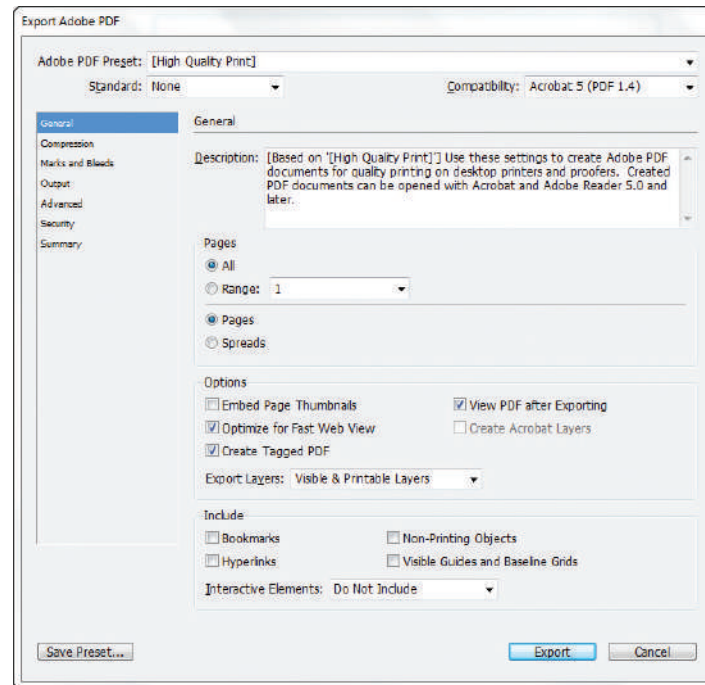 Export Adobe PDF
Adobe PDF Preset: [High Quality Print]
Standard: None
Compatibility: Acrobat 5 (PDF 1.4)
General
Compression
Marks and Bleeds
Output
Advanced
Security
Summary
General
Description: [Based on '[High Quality Print]'] Use these settings to create Adobe PDF
documents for quality printing on desktop printers and proofers. Created
PDF documents can be opened with Acrobat and Adobe Reader 5.0 and
later.
Pages
All
Range: 1
Pages
Spreads
Options
Embed Page Thumbnails
View PDF after Exporting
Optimize for Fast Web View
Create Acrobat Layers
Create Tagged PDF
Export Layers: Visible & Printable Layers
Include
Bookmarks
Non-Printing Objects
Hyperlinks
Visible Guides and Baseline Grids
Interactive Elements: Do Not Include
Save Preset...
Export
Cancel